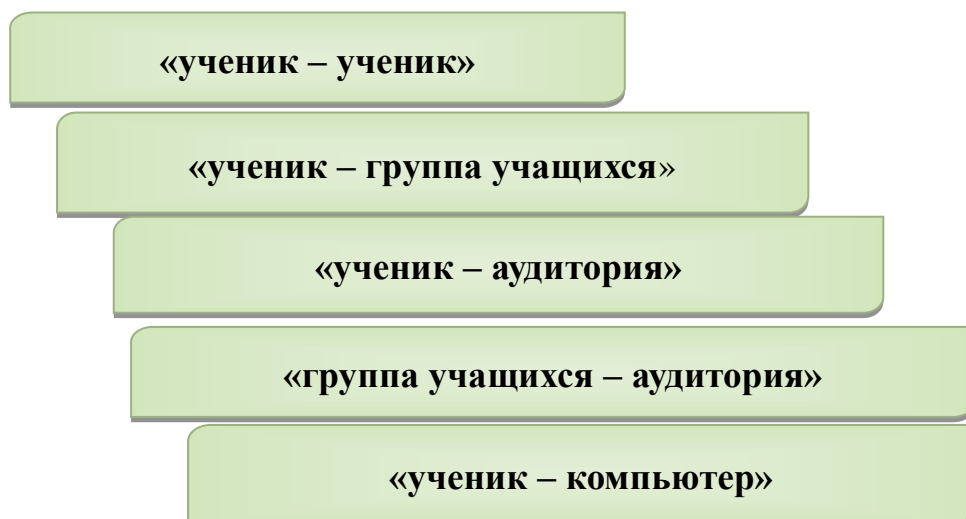 «ученик – ученик»
«ученик – группа учащихся»
«ученик – аудитория»
«группа учащихся – аудитория»
«ученик – компьютер»